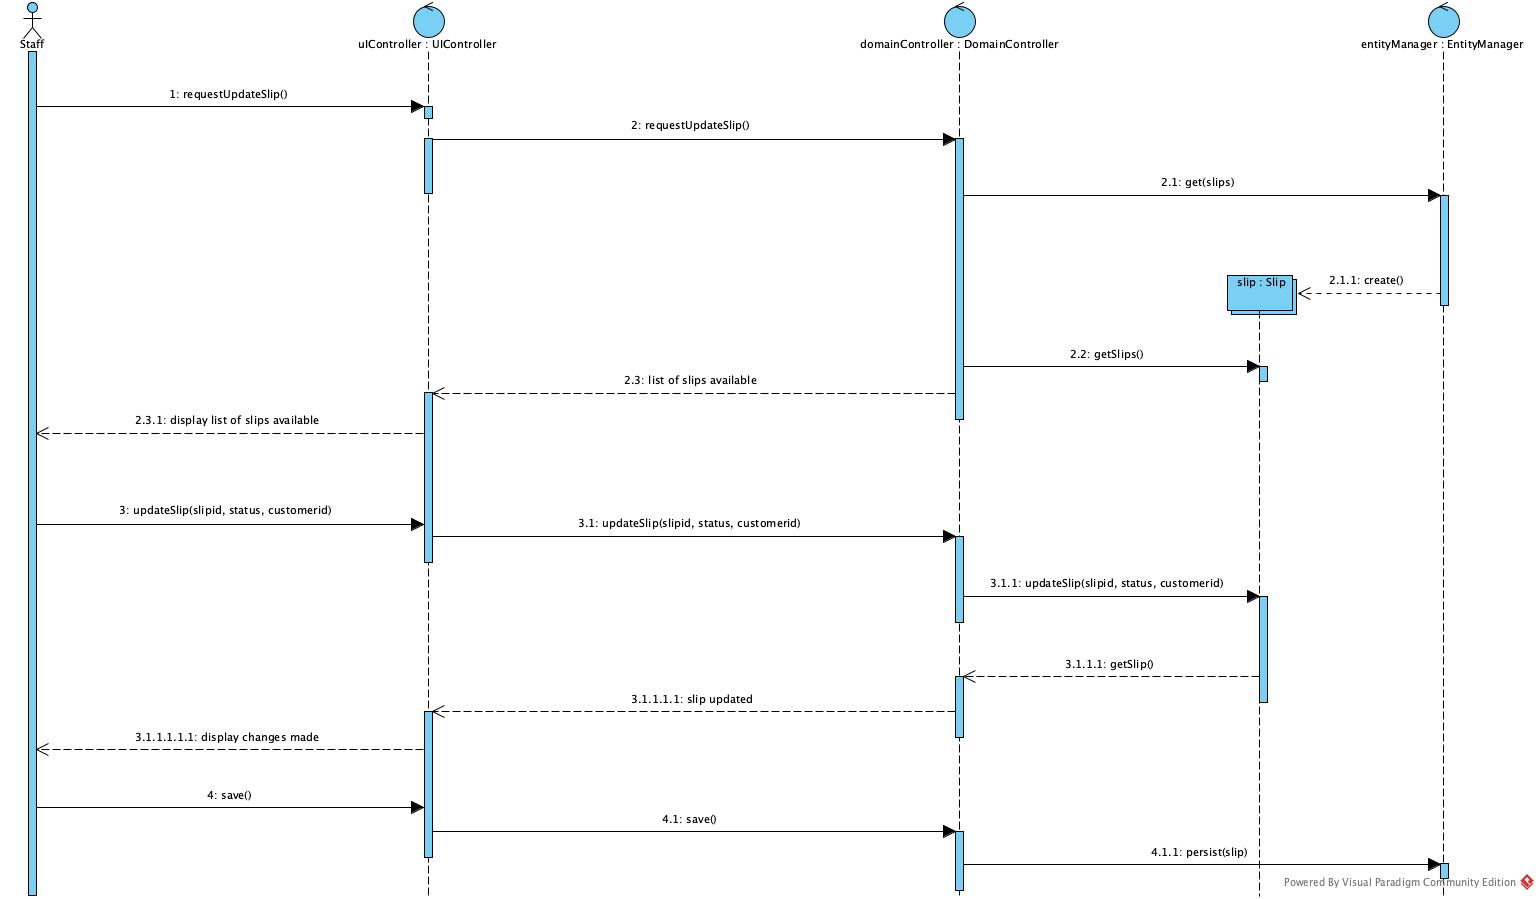 Staff
uIController : UIController
domainController : DomainController
entityManager : EntityManager
1: requestUpdateSlip()
2: requestUpdateSlip()
2.1: get(slips)
slip : Slip
2.1.1: create()
2.2: getSlips()
2.3: list of slips available
2.3.1: display list of slips available
3: updateSlip(slipid, status, customerid)
3.1: updateSlip(slipid, status, customerid)
3.1.1: updateSlip(slipid, status, customerid)
3.1.1.1: getSlip()
3.1.1.1.1: slip updated
3.1.1.1.1.1: display changes made
4: save()
4.1: save()
4.1.1: persist(slip)
Powered By Visual Paradigm Community Edition